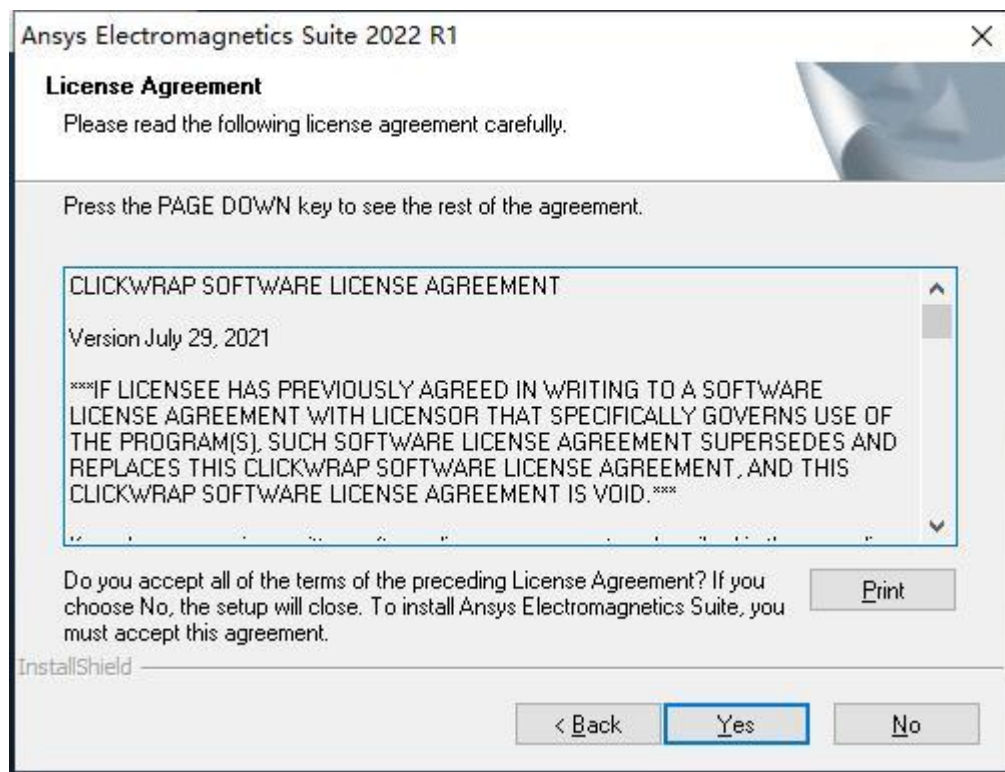 Ansys Electromagnetics Suite 2022 R1
License Agreement
Please read the following license agreement carefully.
Press the PAGE DOWN key to see the rest of the agreement.
CLICKWRAP SOFTWARE LICENSE AGREEMENT
Version July 29, 2021
***IF LICENSEE HAS PREVIOUSLY AGREED IN WRITING TO A SOFTWARE
LICENSE AGREEMENT WITH LICENSOR THAT SPECIFICALLY GOVERNS USE OF
THE PROGRAM(S), SUCH SOFTWARE LICENSE AGREEMENT SUPERSEDES AND
REPLACES THIS CLICKWRAP SOFTWARE LICENSE AGREEMENT, AND THIS
CLICKWRAP SOFTWARE LICENSE AGREEMENT IS VOID.***
Do you accept all of the terms of the preceding License Agreement? If you
choose No, the setup will close. To install Ansys Electromagnetics Suite, you
must accept this agreement.
Print
InstallShield
< Back
Yes
No